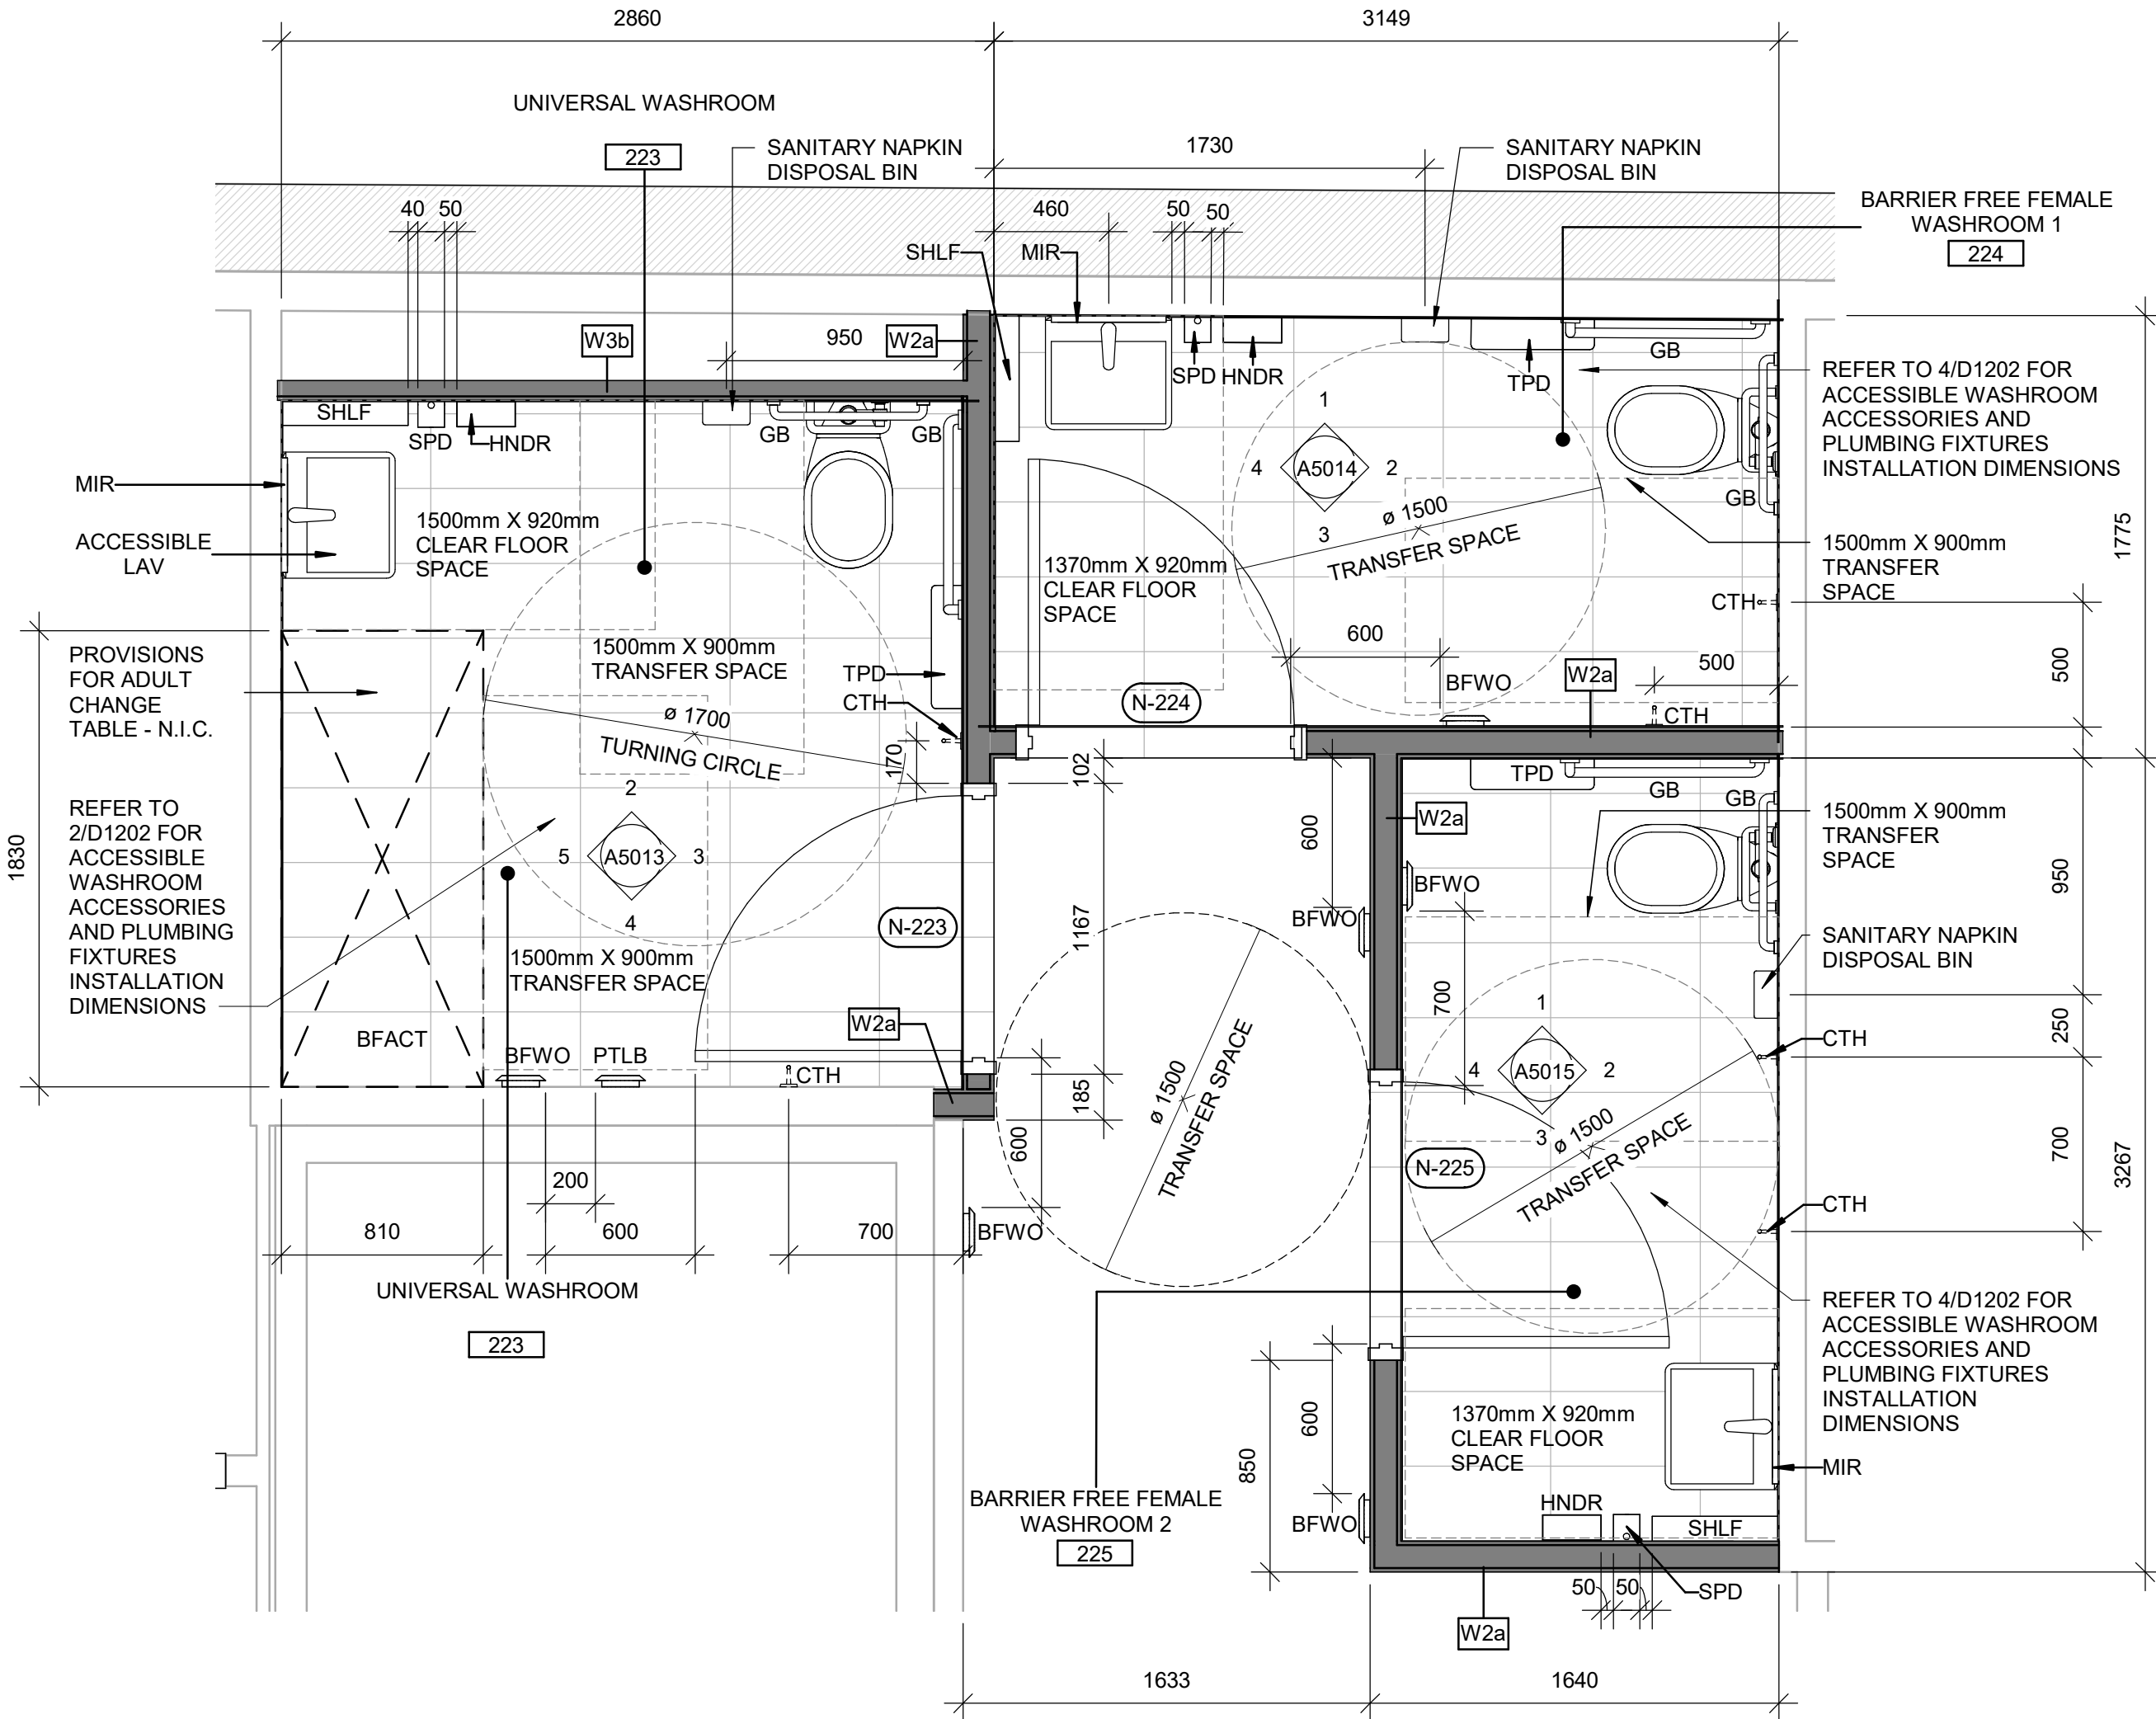 2860
3149
UNIVERSAL WASHROOM
223
SANITARY NAPKIN
DISPOSAL BIN
1730
SANITARY NAPKIN
DISPOSAL BIN
BARRIER FREE FEMALE
WASHROOM 1
224
40
50
460
50
50
SHLF
MIR
W3b
950
W2a
SHLF
SPD
HNDR
GB
GB
MIR
ACCESSIBLE
LAV
1500mm X 920mm
CLEAR FLOOR
SPACE
SPD
HNDR
TPD
GB
GB
1
A5014
4
2
3
ø 1500
TRANSFER SPACE
1370mm X 920mm
CLEAR FLOOR
SPACE
REFER TO 4/D1202 FOR
ACCESSIBLE WASHROOM
ACCESSORIES AND
PLUMBING FIXTURES
INSTALLATION DIMENSIONS
1500mm X 900mm
TRANSFER
SPACE
1775
CTH
500
600
500
BFWO
W2a
CTH
N-224
PROVISIONS
FOR ADULT
CHANGE
TABLE - N.I.C.
1500mm X 900mm
TRANSFER SPACE
TPD
CTH
ø 1700
TURNING CIRCLE
170
102
2
A5013
5
3
4
1830
REFER TO
2/D1202 FOR
ACCESSIBLE
WASHROOM
ACCESSORIES
AND PLUMBING
FIXTURES
INSTALLATION
DIMENSIONS
N-223
1500mm X 900mm
TRANSFER SPACE
BFACT
BFWO
PTLB
CTH
W2a
1167
185
600
BFWO
600
BFWO
W2a
BFWO
TPD
GB
GB
1500mm X 900mm
TRANSFER
SPACE
950
SANITARY NAPKIN
DISPOSAL BIN
700
250
1
A5015
4
2
3
CTH
ø 1500
TRANSFER SPACE
ø 1500
TRANSFER SPACE
N-225
700
3267
CTH
200
810
600
700
UNIVERSAL WASHROOM
223
REFER TO 4/D1202 FOR
ACCESSIBLE WASHROOM
ACCESSORIES AND
PLUMBING FIXTURES
INSTALLATION
DIMENSIONS
850
600
BFWO
1370mm X 920mm
CLEAR FLOOR
SPACE
MIR
BARRIER FREE FEMALE
WASHROOM 2
225
HNDR
SHLF
50
50
SPD
W2a
1633
1640